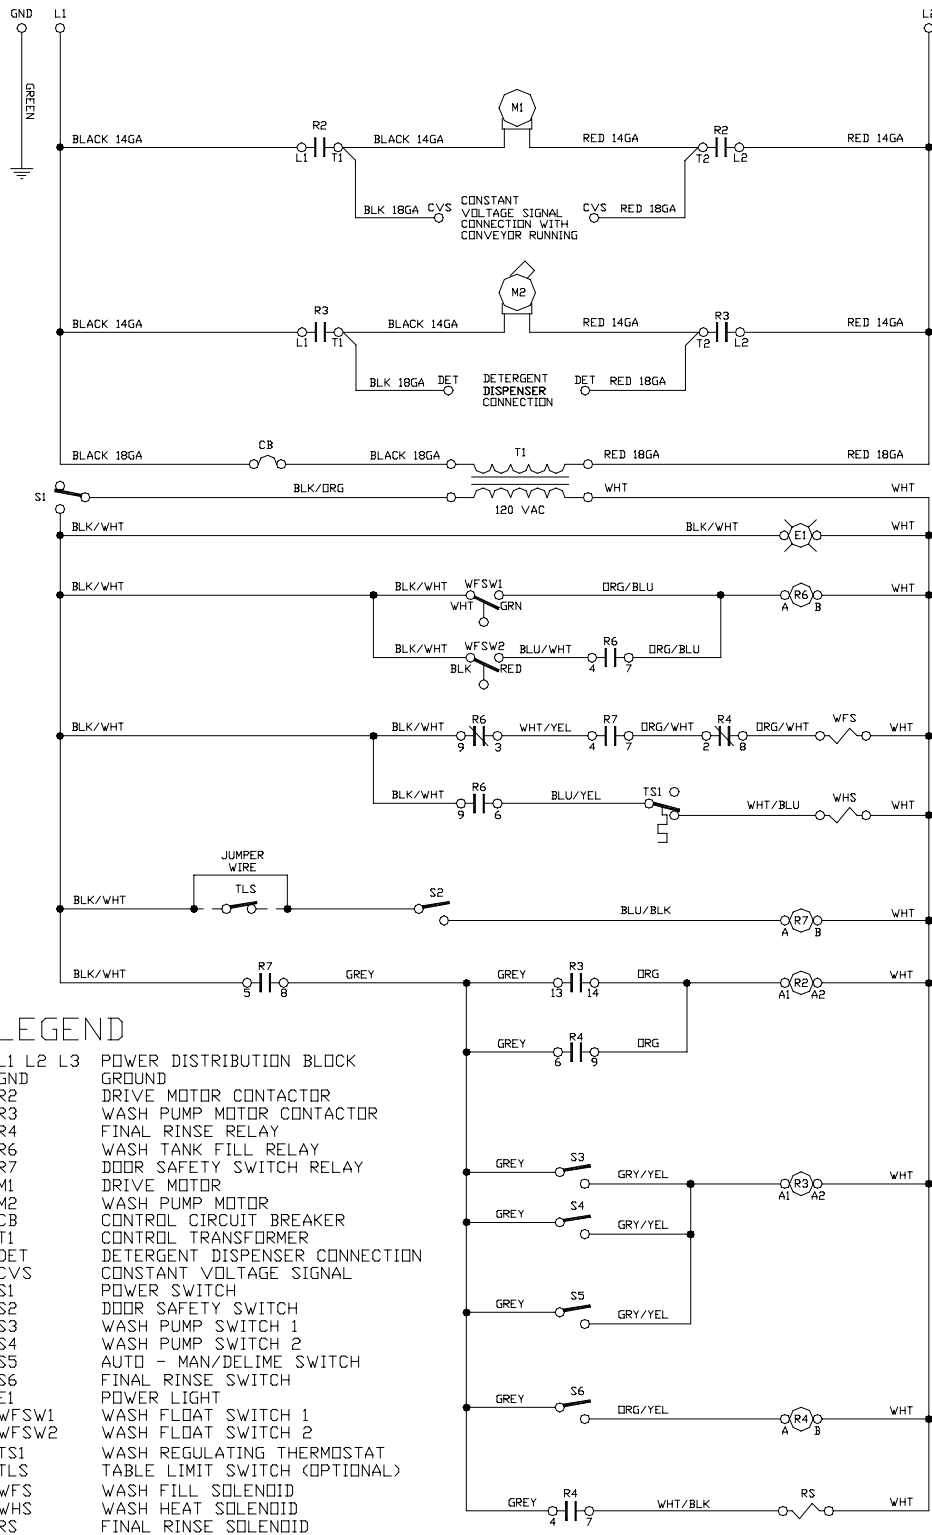 GND L1 L2
GREEN
R2 M1 R2
BLACK 14GA BLACK 14GA RED 14GA RED 14GA
L1 T1 T2 L2
BLK 18GA CVS CONSTANT CVS RED 18GA
VOLTAGE SIGNAL
CONNECTION WITH
CONVEYOR RUNNING
R3 M2 R3
BLACK 14GA BLACK 14GA RED 14GA RED 14GA
L1 T1 T2 L2
BLK 18GA DET DETERGENT DET RED 18GA
DISPENSER
CONNECTION
CB T1
BLACK 18GA BLACK 18GA RED 18GA RED 18GA
S1 BLK/ORG WHT WHT
120 VAC
BLK/WHT BLK/WHT E1 WHT
BLK/WHT BLK/WHT WFSW1 ORG/BLU R6 WHT
WHT GRN A B
BLK/WHT WFSW2 BLU/WHT R6 ORG/BLU
BLK RED 4 7
BLK/WHT BLK/WHT R6 WHT/YEL R7 ORG/WHT R4 ORG/WHT WFS WHT
9 3 4 7 2 8
BLK/WHT R6 BLU/YEL TS1 WHT/BLU WHS WHT
9 6
JUMPER
WIRE
BLK/WHT TLS S2 BLU/BLK R7 WHT
A B
BLK/WHT R7 GREY GREY R3 ORG R2 WHT
5 8 13 14 A1 A2
GREY R4 ORG
6 9
GREY S3 GRY/YEL R3 WHT
A1 A2
GREY S4 GRY/YEL
GREY S5 GRY/YEL
GREY S6 ORG/YEL R4 WHT
A B
GREY R4 WHT/BLK RS WHT
4 7
LEGEND
L1 L2 L3 POWER DISTRIBUTION BLOCK
GND GROUND
R2 DRIVE MOTOR CONTACTOR
R3 WASH PUMP MOTOR CONTACTOR
R4 FINAL RINSE RELAY
R6 WASH TANK FILL RELAY
R7 DOOR SAFETY SWITCH RELAY
M1 DRIVE MOTOR
M2 WASH PUMP MOTOR
CB CONTROL CIRCUIT BREAKER
T1 CONTROL TRANSFORMER
DET DETERGENT DISPENSER CONNECTION
CVS CONSTANT VOLTAGE SIGNAL
S1 POWER SWITCH
S2 DOOR SAFETY SWITCH
S3 WASH PUMP SWITCH 1
S4 WASH PUMP SWITCH 2
S5 AUTO - MAN/DELIME SWITCH
S6 FINAL RINSE SWITCH
E1 POWER LIGHT
WFSW1 WASH FLOAT SWITCH 1
WFSW2 WASH FLOAT SWITCH 2
TS1 WASH REGULATING THERMOSTAT
TLS TABLE LIMIT SWITCH (OPTIONAL)
WFS WASH FILL SOLENOID
WHS WASH HEAT SOLENOID
RS FINAL RINSE SOLENOID